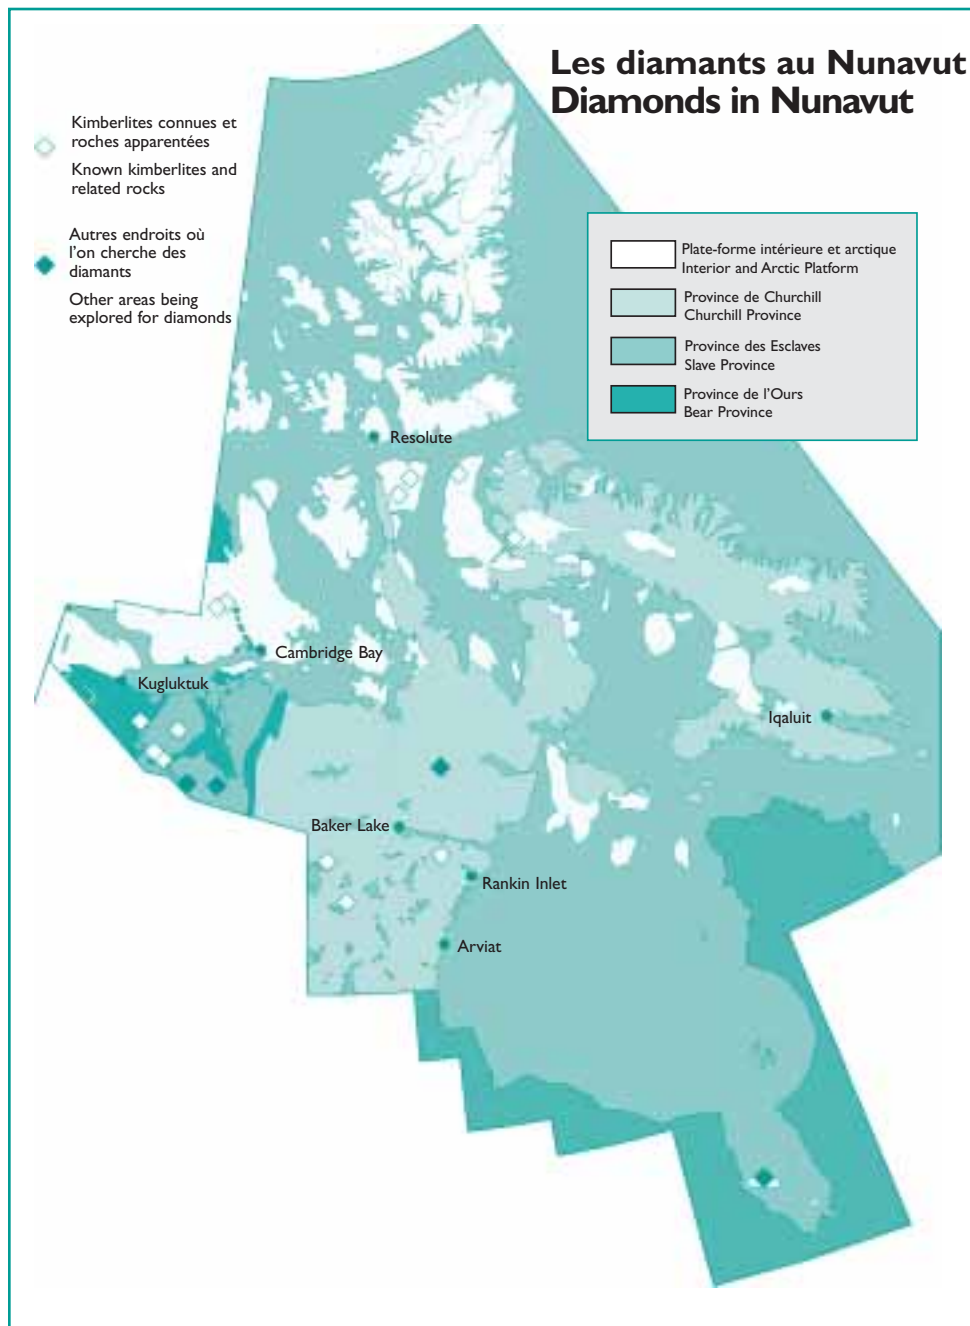 Les diamants au Nunavut
Diamonds in Nunavut
Kimberlites connues et
roches apparentées
Known kimberlites and
related rocks
Autres endroits où
l'on cherche des
diamants
Other areas being
explored for diamonds
Plate-forme intérieure et arctique
Interior and Arctic Platform
Province de Churchill
Churchill Province
Province des Esclaves
Slave Province
Province de l'Ours
Bear Province
Resolute
Cambridge Bay
Kugluktuk
Iqaluit
Baker Lake
Rankin Inlet
Arviat